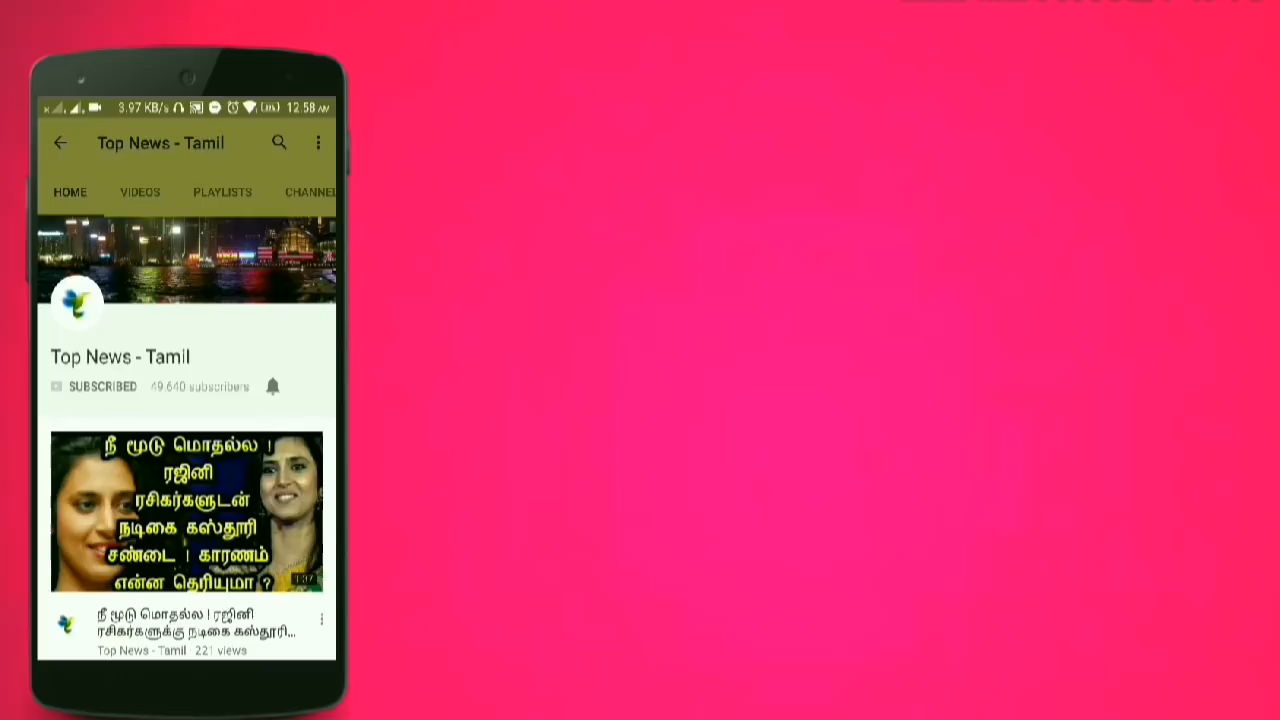 3.97 KB/s 12.58 AM
Top News - Tamil
HOME VIDEOS PLAYLISTS CHANNEL
Top News - Tamil
SUBSCRIBED 49,640 subscribers
நீ மூடு மொதல்ல !
ரஜினி
ரசிகர்களுடன்
நடிகை கஸ்தூரி
சண்டை ! காரணம்
என்ன தெரியுமா ?
நீ மூடு மொதல்ல ! ரஜினி
ரசிகர்களுக்கு நடிகை கஸ்தூரி...
Top News - Tamil · 221 views